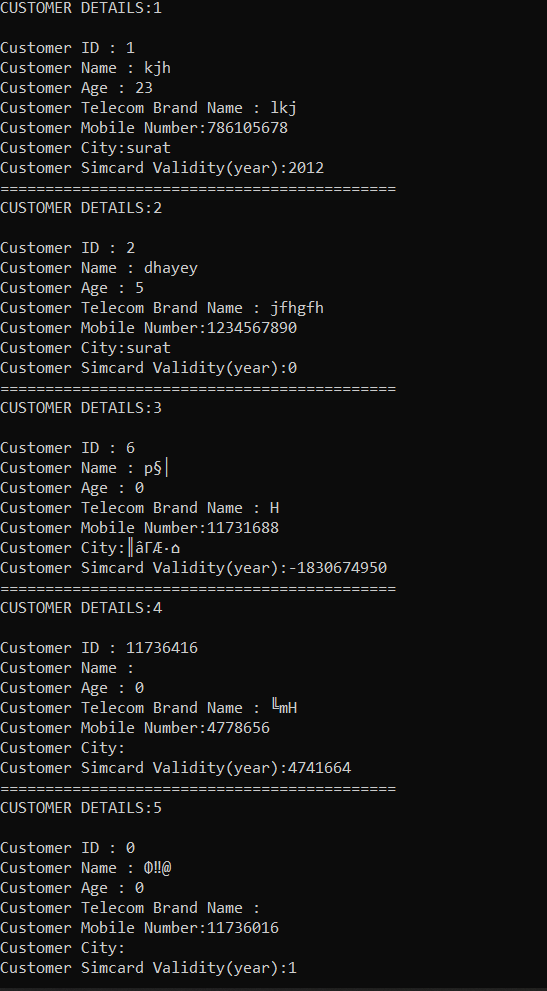 CUSTOMER DETAILS:1
Customer ID : 1
Customer Name : kjh
Customer Age : 23
Customer Telecom Brand Name : lkj
Customer Mobile Number:786105678
Customer City:surat
Customer Simcard Validity(year):2012
============================================
CUSTOMER DETAILS:2
Customer ID : 2
Customer Name : dhayey
Customer Age : 5
Customer Telecom Brand Name : jfhgfh
Customer Mobile Number:1234567890
Customer City:surat
Customer Simcard Validity(year):0
============================================
CUSTOMER DETAILS:3
Customer ID : 6
Customer Name : p§│
Customer Age : 0
Customer Telecom Brand Name : H
Customer Mobile Number:11731688
Customer City:║âΓÆ·⌂
Customer Simcard Validity(year):-1830674950
============================================
CUSTOMER DETAILS:4
Customer ID : 11736416
Customer Name :
Customer Age : 0
Customer Telecom Brand Name : ╚mH
Customer Mobile Number:4778656
Customer City:
Customer Simcard Validity(year):4741664
============================================
CUSTOMER DETAILS:5
Customer ID : 0
Customer Name : Φ‼@
Customer Age : 0
Customer Telecom Brand Name :
Customer Mobile Number:11736016
Customer City:
Customer Simcard Validity(year):1